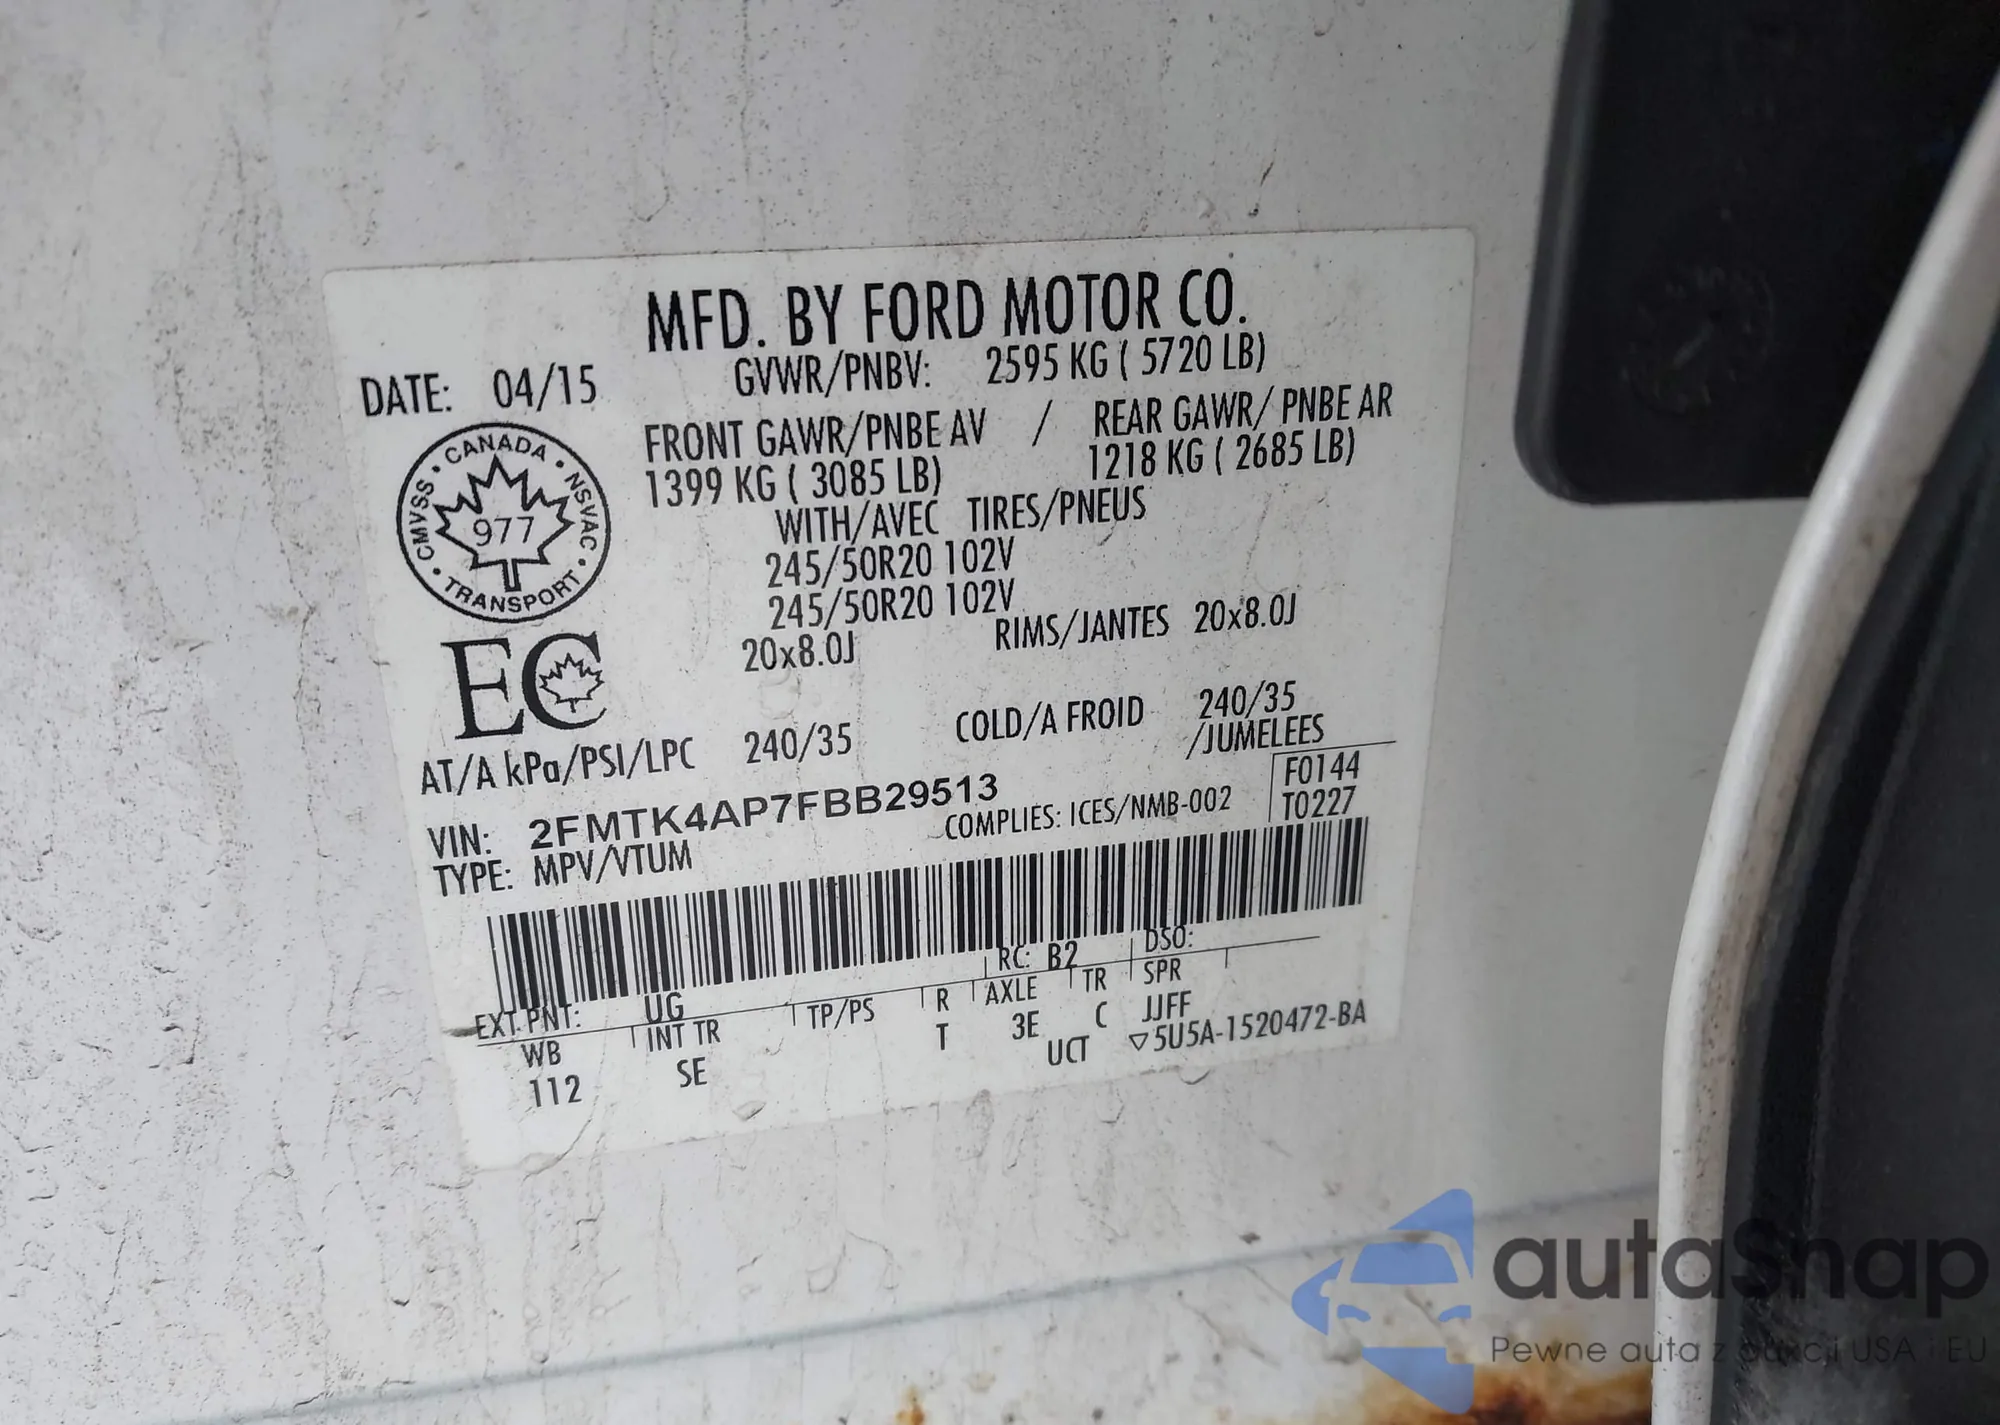 MFD. BY FORD MOTOR CO.
DATE: 04/15
GVWR/PNBV: 2595 KG ( 5720 LB)
FRONT GAWR/PNBE AV / REAR GAWR/ PNBE AR
1399 KG ( 3085 LB) 1218 KG ( 2685 LB)
WITH/AVEC TIRES/PNEUS
245/50R20 102V
245/50R20 102V
20x8.0J RIMS/JANTES 20x8.0J
CANADA • NSVAC • TRANSPORT • CMVSS •
977
EC
AT/A kPa/PSI/LPC 240/35 COLD/A FROID 240/35
/JUMELEES
VIN: 2FMTK4AP7FBB29513
F0144
T0227
TYPE: MPV/VTUM COMPLIES: ICES/NMB-002
EXT. PNT: UG RC: B2 DSO:
WB INT TR TP/PS R AXLE TR SPR
112 SE T 3E C JJFF
UCT ▽5U5A-1520472-BA
autaSnap
Pewne auta z aukcji USA i EU